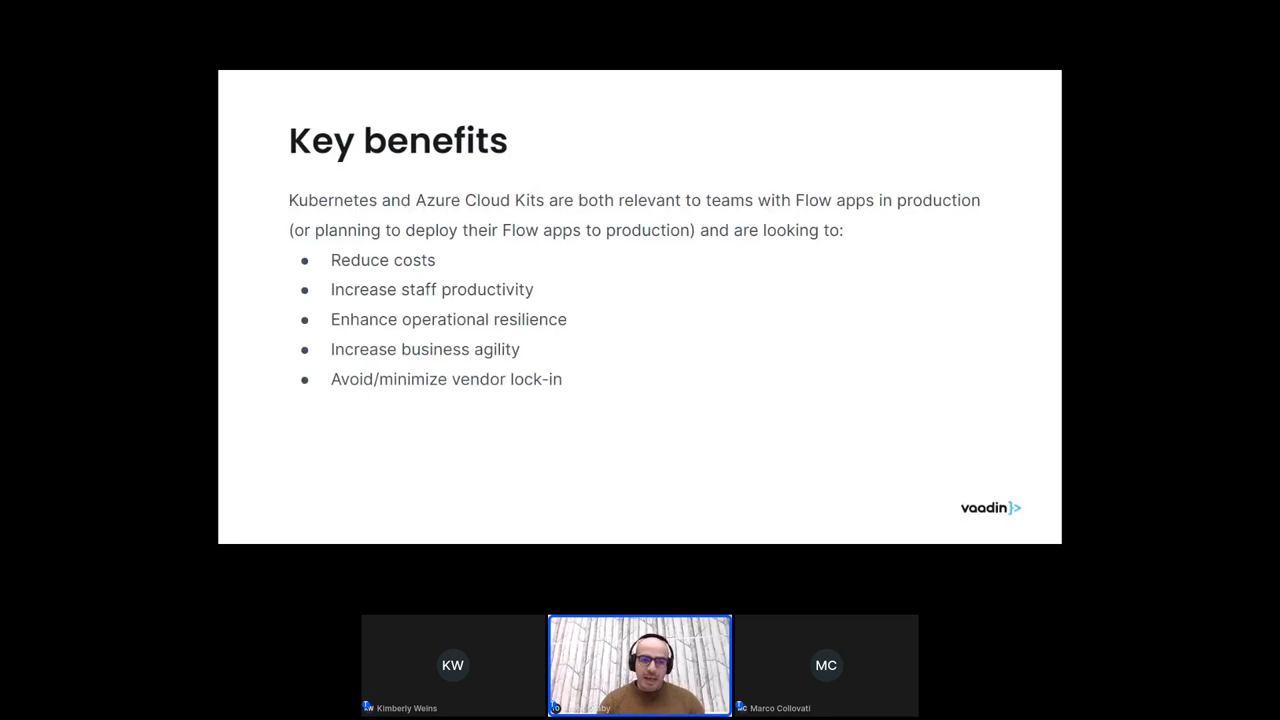 Key benefits
Kubernetes and Azure Cloud Kits are both relevant to teams with Flow apps in production
(or planning to deploy their Flow apps to production) and are looking to:
● Reduce costs
● Increase staff productivity
● Enhance operational resilience
● Increase business agility
● Avoid/minimize vendor lock-in
vaadin}>
KW
MC
Kimberly Weins
Marco Collovati